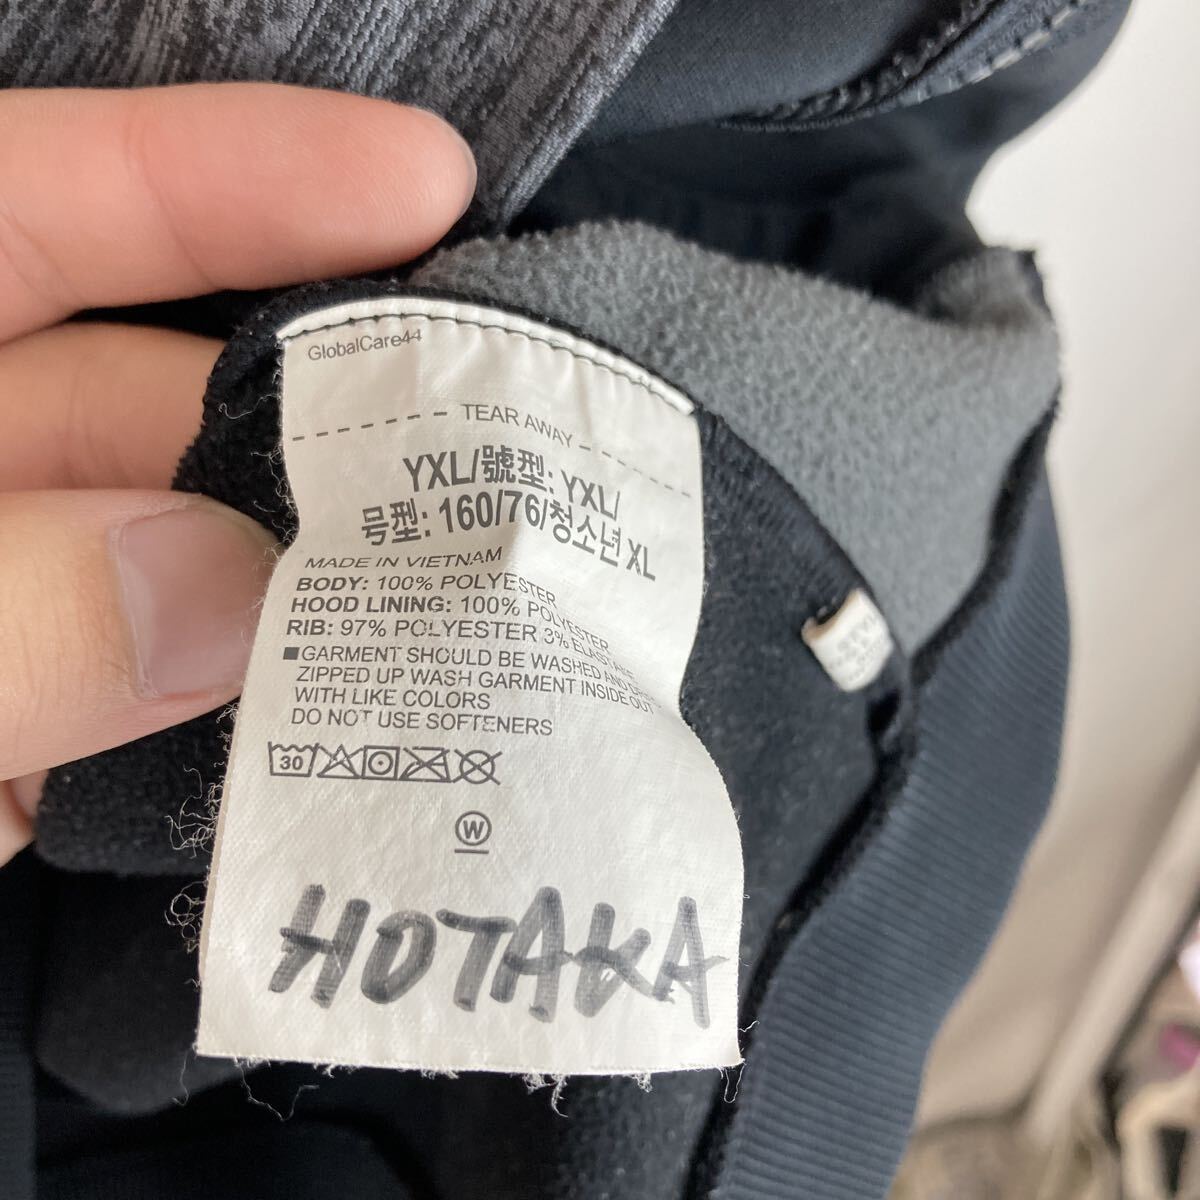 GlobalCare44
TEAR AWAY
YXL/號型: YXL/
号型: 160/76/청소년 XL
MADE IN VIETNAM
BODY: 100% POLYESTER
HOOD LINING: 100% POLYESTER
RIB: 97% POLYESTER 3% ELASTANE
■GARMENT SHOULD BE WASHED AND DRIED
ZIPPED UP WASH GARMENT INSIDE OUT
WITH LIKE COLORS
DO NOT USE SOFTENERS
30
W
HOTAKA